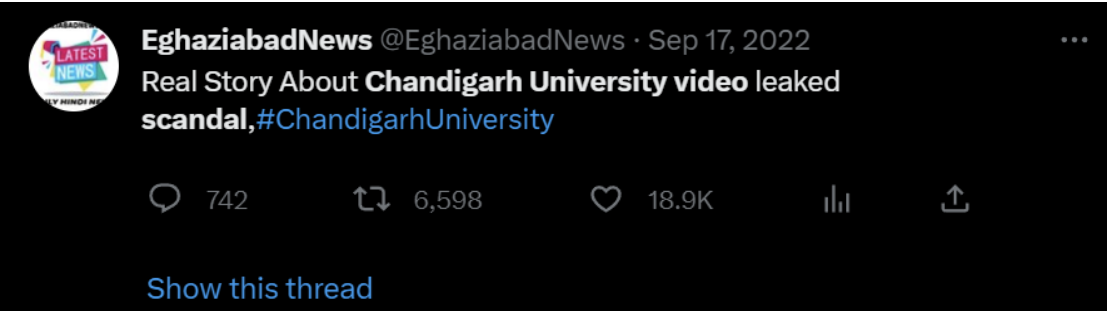 EghaziabadNews @EghaziabadNews · Sep 17, 2022
LATEST
NEWS
Real Story About Chandigarh University video leaked
scandal,#ChandigarhUniversity
742 6,598 18.9K
Show this thread